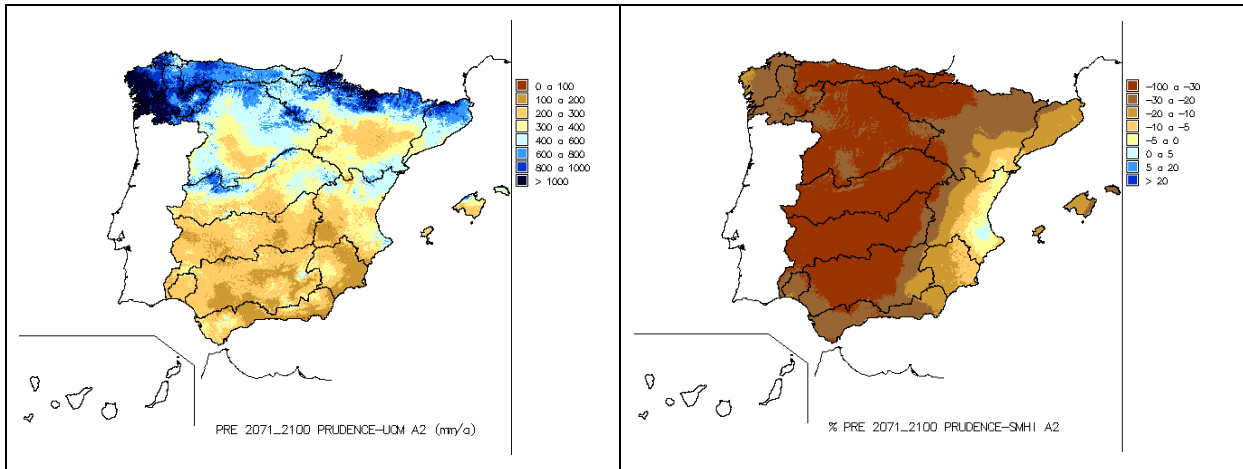 0 a 100
100 a 200
200 a 300
300 a 400
400 a 600
600 a 800
800 a 1000
> 1000
PRE 2071_2100 PRUDENCE-UCM A2 (mm/a)
-100 a -30
-30 a -20
-20 a -10
-10 a -5
-5 a 0
0 a 5
5 a 20
> 20
% PRE 2071_2100 PRUDENCE-SMHI A2